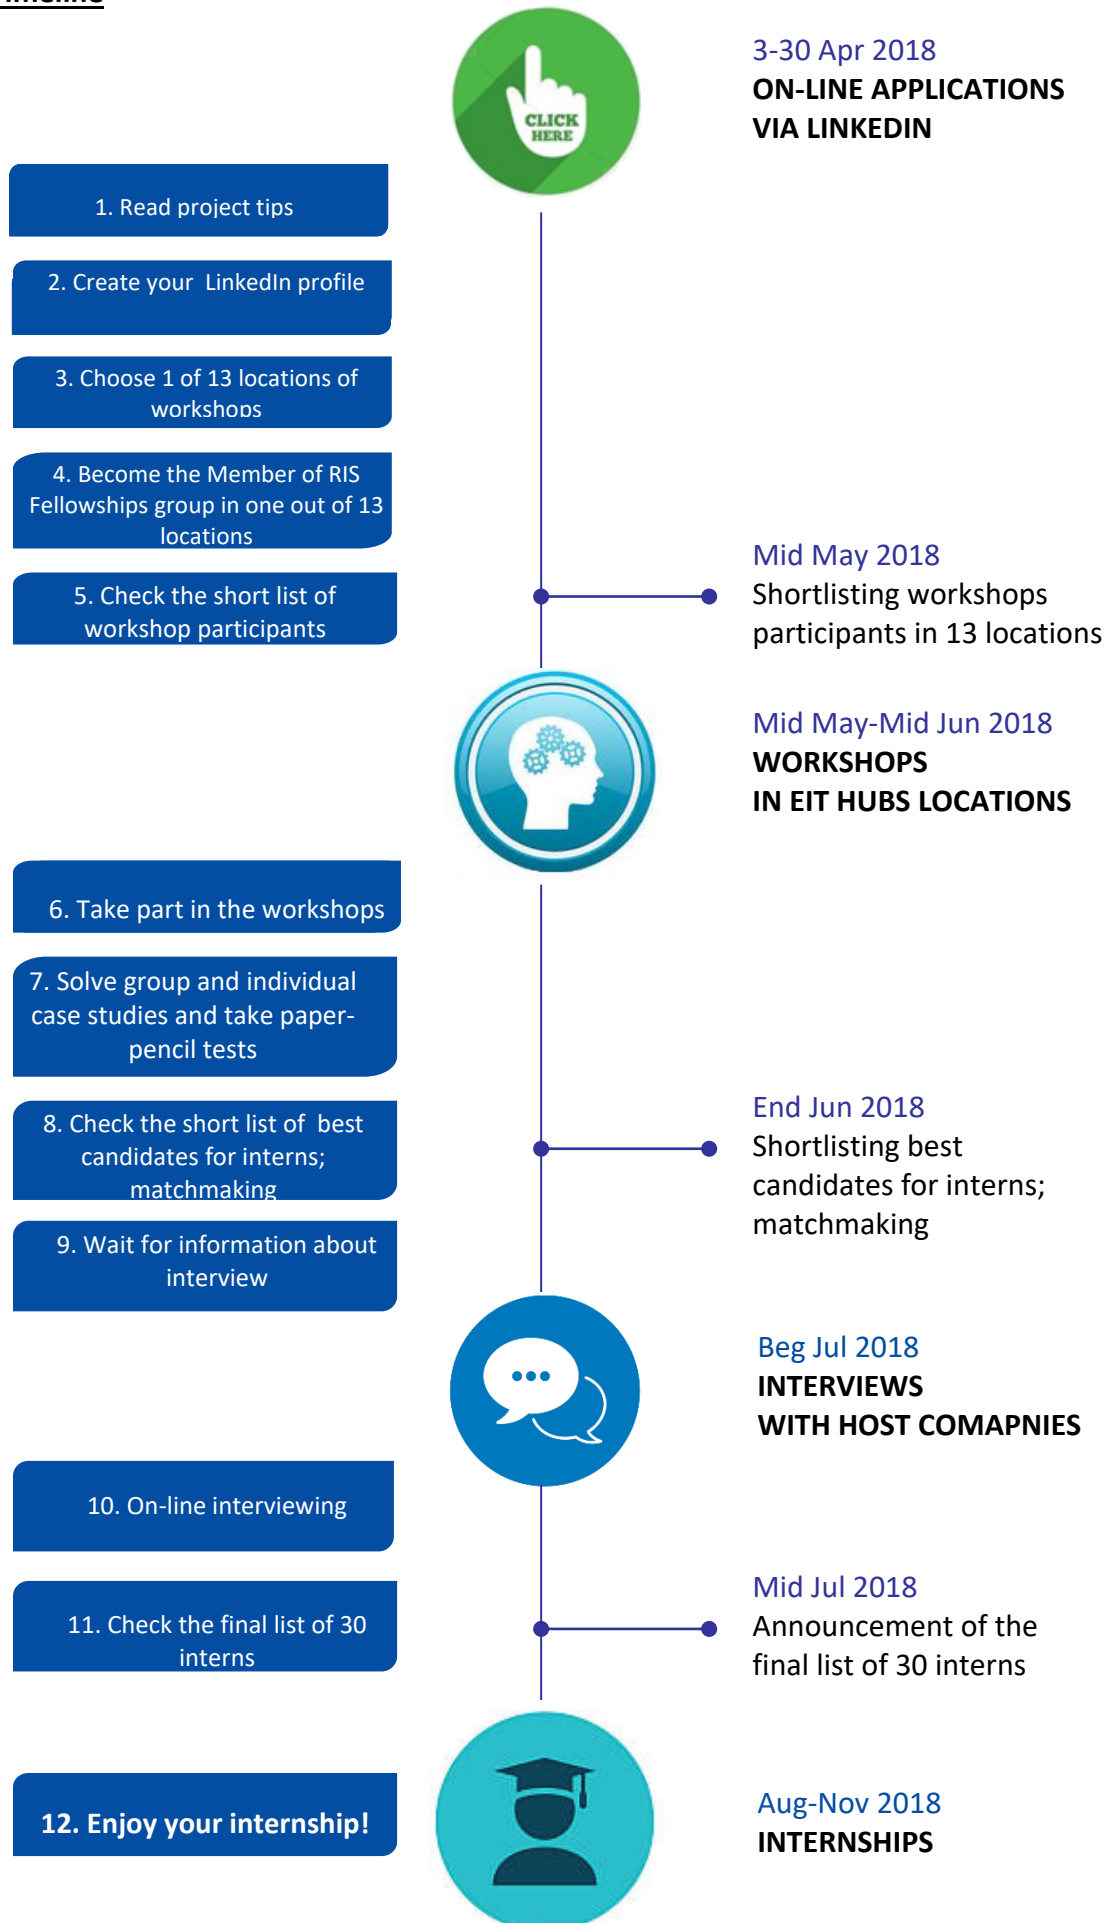 Timeline
3-30 Apr 2018
ON-LINE APPLICATIONS
VIA LINKEDIN
CLICK
HERE
1. Read project tips
2. Create your LinkedIn profile
3. Choose 1 of 13 locations of
workshops
4. Become the Member of RIS
Fellowships group in one out of 13
locations
5. Check the short list of
workshop participants
Mid May 2018
Shortlisting workshops
participants in 13 locations
Mid May-Mid Jun 2018
WORKSHOPS
IN EIT HUBS LOCATIONS
6. Take part in the workshops
7. Solve group and individual
case studies and take paper-
pencil tests
8. Check the short list of best
candidates for interns;
matchmaking
9. Wait for information about
interview
End Jun 2018
Shortlisting best
candidates for interns;
matchmaking
Beg Jul 2018
INTERVIEWS
WITH HOST COMAPNIES
10. On-line interviewing
11. Check the final list of 30
interns
Mid Jul 2018
Announcement of the
final list of 30 interns
12. Enjoy your internship!
Aug-Nov 2018
INTERNSHIPS